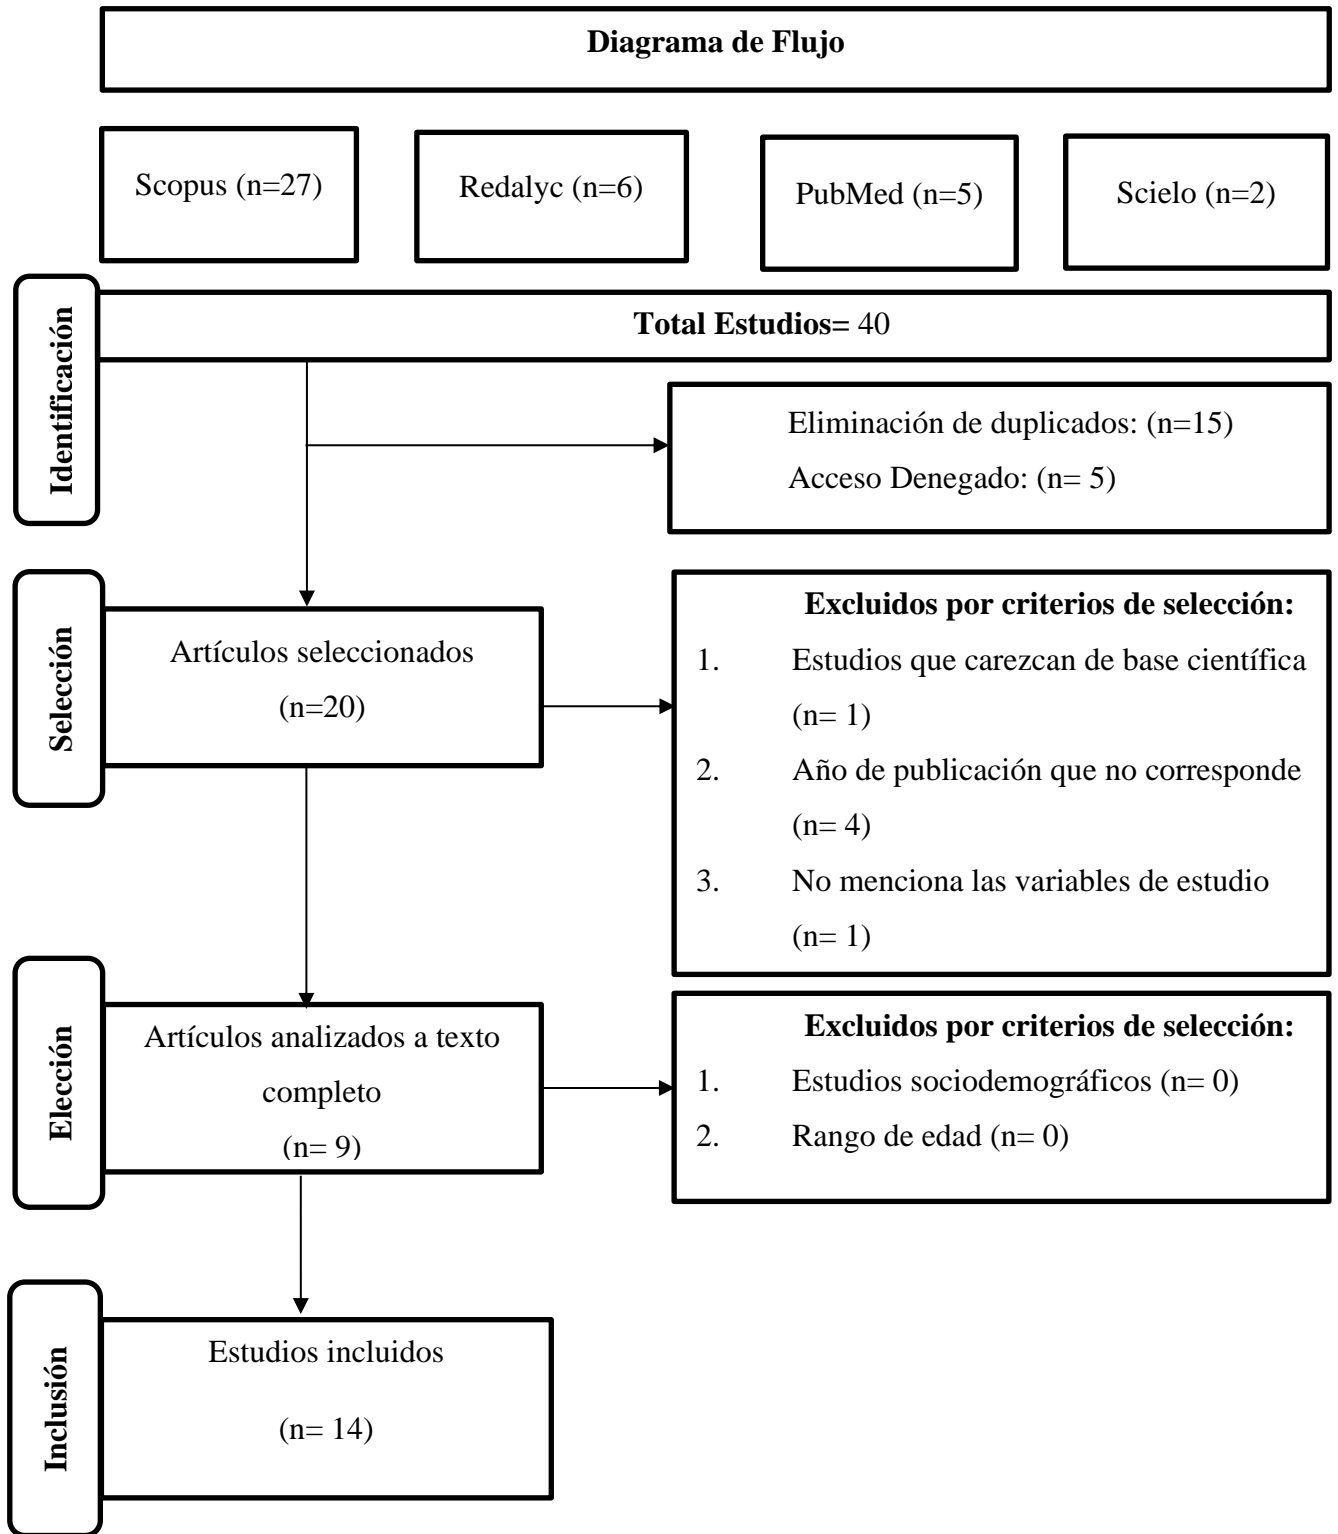 Diagrama de Flujo
Scopus (n=27)
Redalyc (n=6)
PubMed (n=5)
Scielo (n=2)
Identificación
Total Estudios= 40
Eliminación de duplicados: (n=15)
Acceso Denegado: (n= 5)
Selección
Artículos seleccionados
(n=20)
Excluidos por criterios de selección:
1. Estudios que carezcan de base científica
(n= 1)
2. Año de publicación que no corresponde
(n= 4)
3. No menciona las variables de estudio
(n= 1)
Elección
Artículos analizados a texto
completo
(n= 9)
Excluidos por criterios de selección:
1. Estudios sociodemográficos (n= 0)
2. Rango de edad (n= 0)
Inclusión
Estudios incluidos
(n= 14)